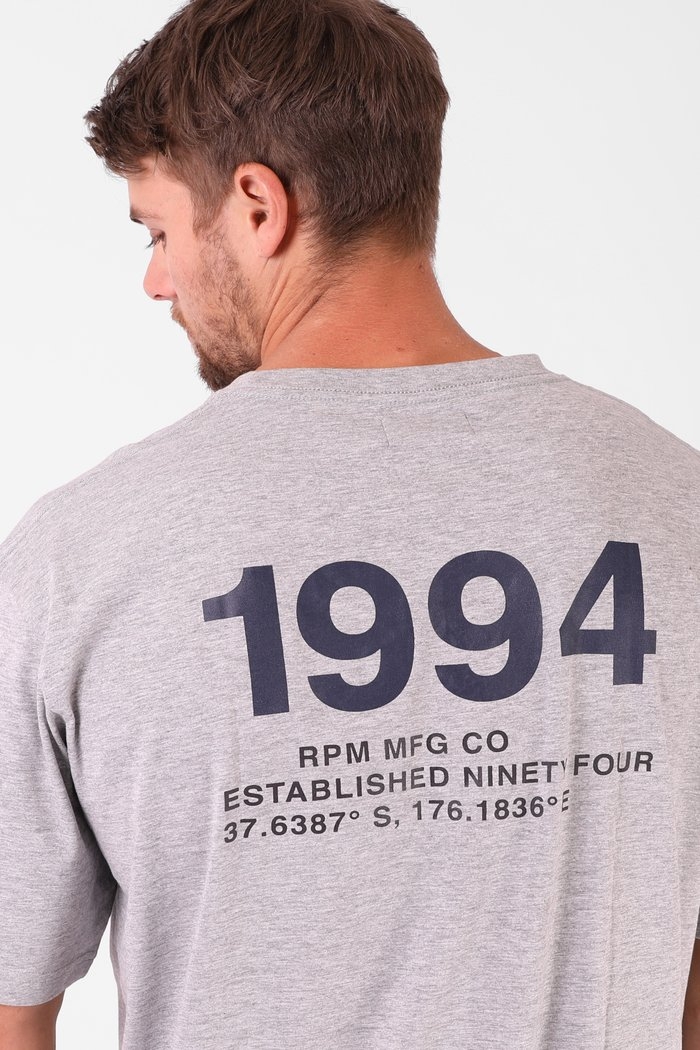 1994
RPM MFG CO
ESTABLISHED NINETY FOUR
37.6387° S, 176.1836° E